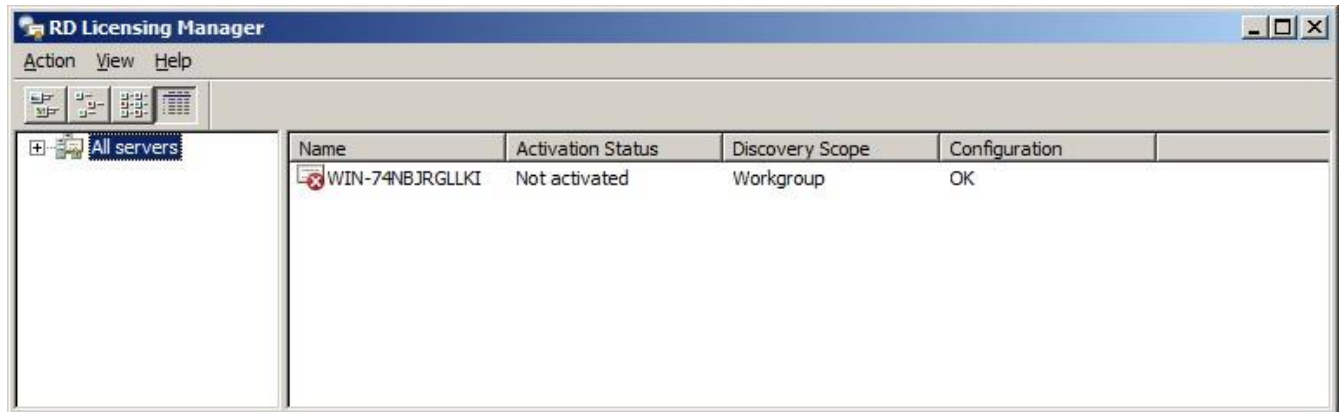 RD Licensing Manager
Action View Help
All servers
Name Activation Status Discovery Scope Configuration
WIN-74NBJRGLLKI Not activated Workgroup OK